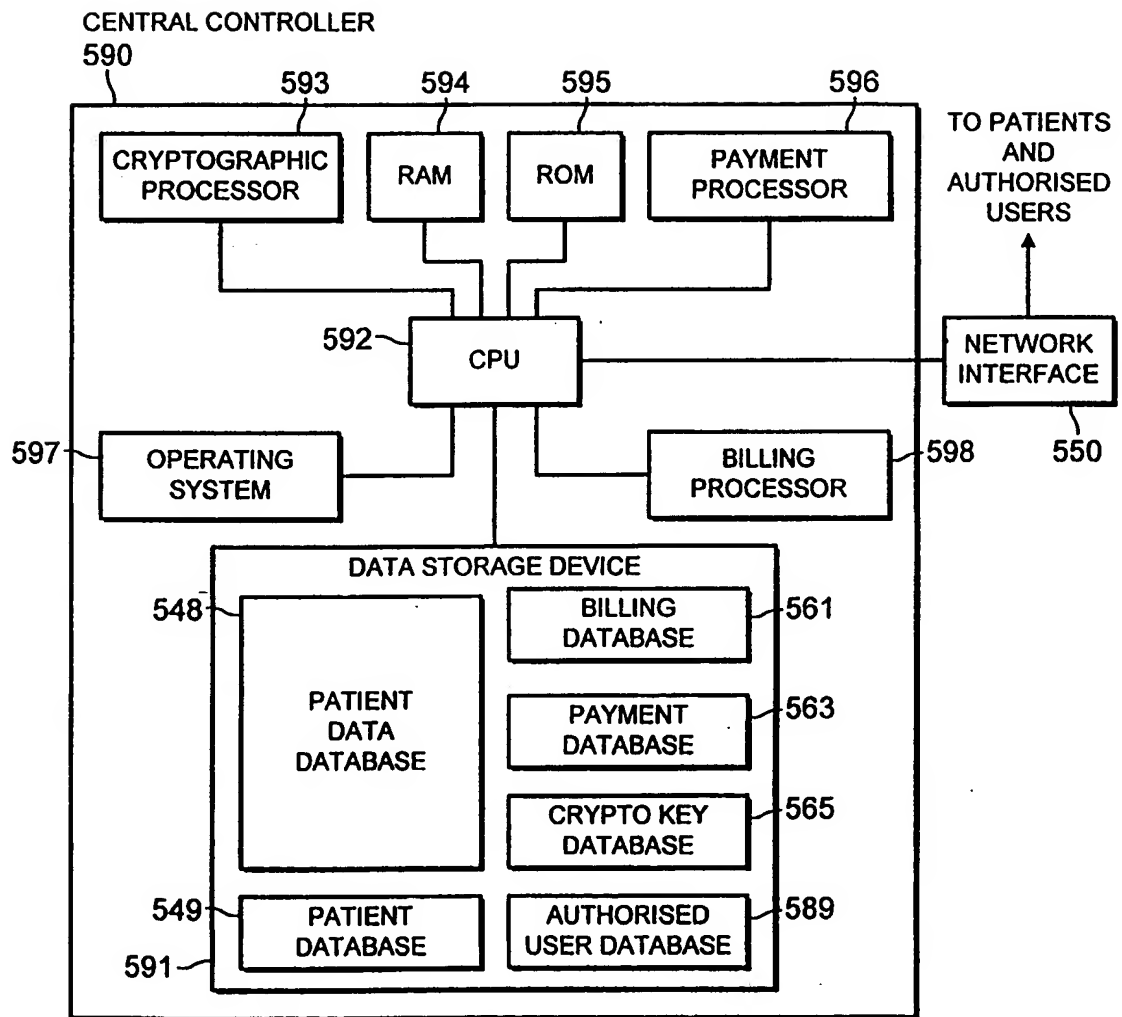 CENTRAL CONTROLLER
590
593
594
595
596
CRYPTOGRAPHIC
PROCESSOR
RAM
ROM
PAYMENT
PROCESSOR
TO PATIENTS
AND
AUTHORISED
USERS
592
CPU
NETWORK
INTERFACE
550
597
OPERATING
SYSTEM
BILLING
PROCESSOR
598
DATA STORAGE DEVICE
548
PATIENT
DATA
DATABASE
BILLING
DATABASE
561
PAYMENT
DATABASE
563
CRYPTO KEY
DATABASE
565
549
PATIENT
DATABASE
AUTHORISED
USER DATABASE
589
591